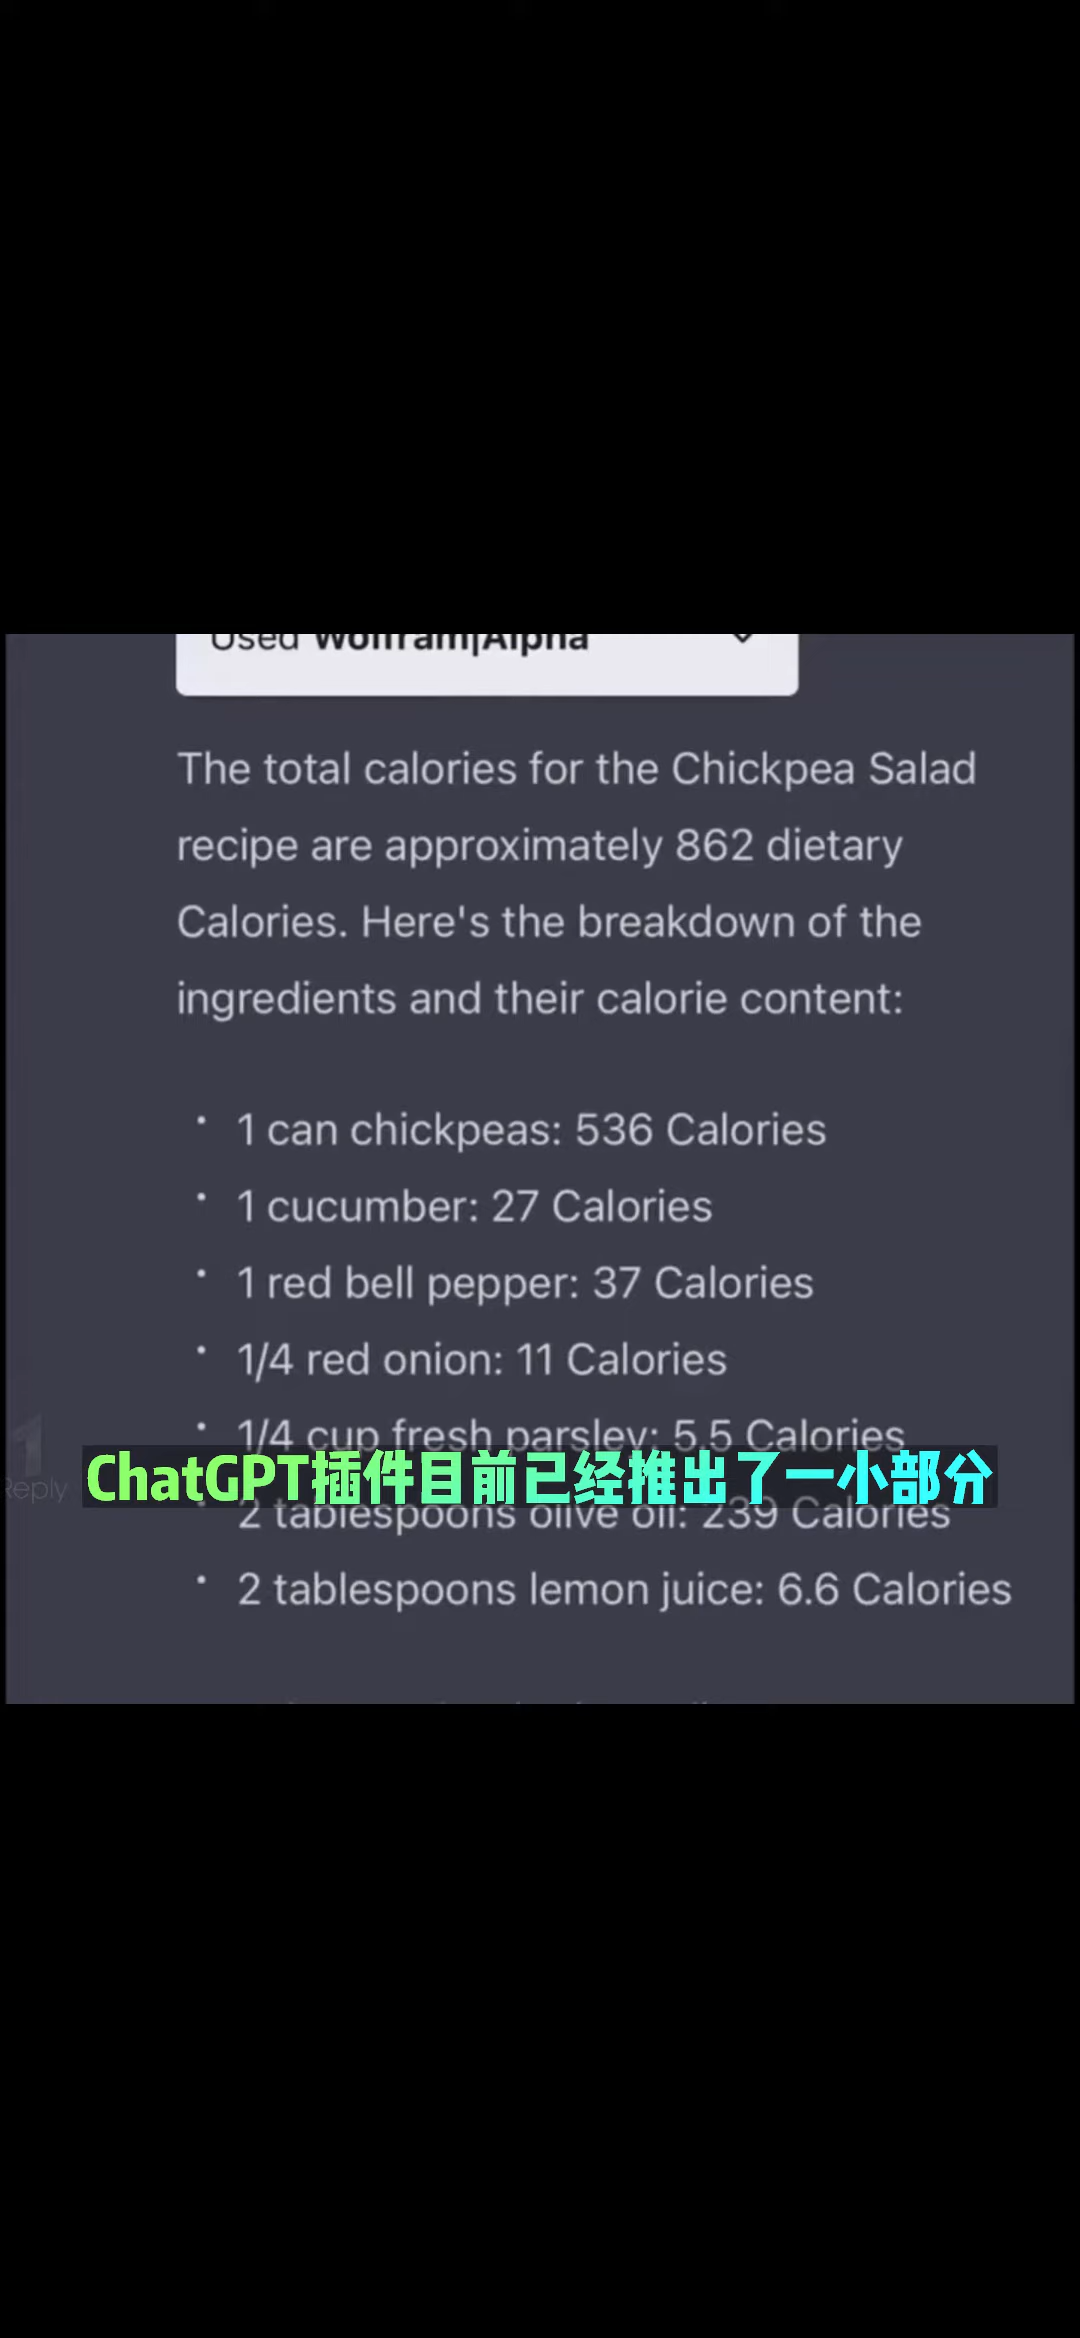 Used Wolfram|Alpha
The total calories for the Chickpea Salad
recipe are approximately 862 dietary
Calories. Here's the breakdown of the
ingredients and their calorie content:
• 1 can chickpeas: 536 Calories
• 1 cucumber: 27 Calories
• 1 red bell pepper: 37 Calories
• 1/4 red onion: 11 Calories
• 1/4 cup fresh parsley: 5.5 Calories
Reply
ChatGPT插件目前已经推出了一小部分
• 2 tablespoons olive oil: 239 Calories
• 2 tablespoons lemon juice: 6.6 Calories